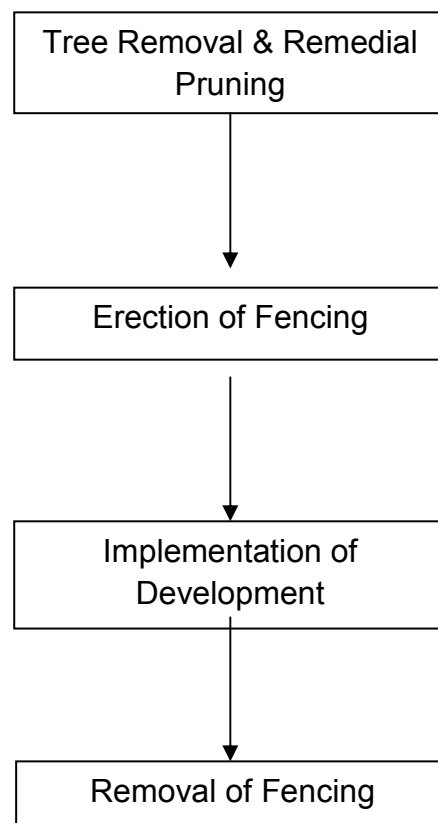 Tree Removal & Remedial
Pruning
Erection of Fencing
Implementation of
Development
Removal of Fencing